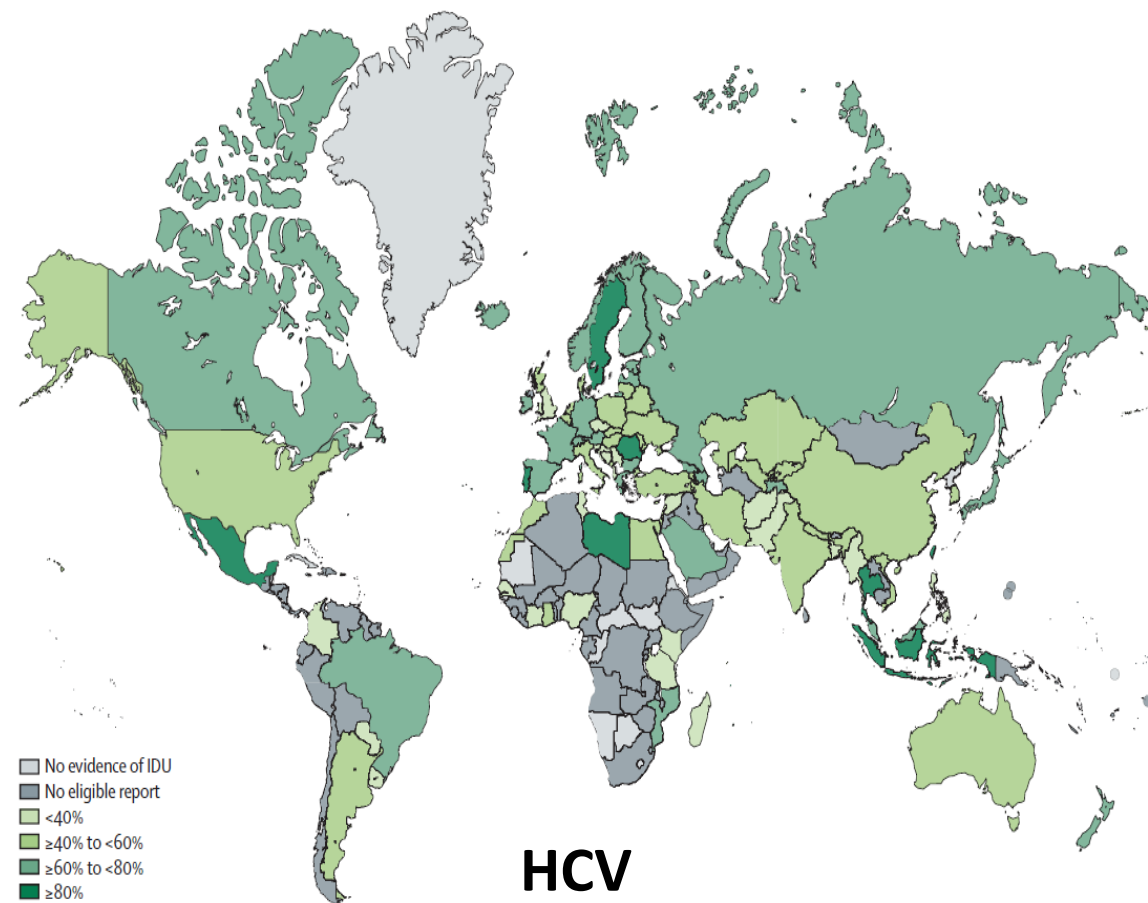 No evidence of IDU
No eligible report
<40%
≥40% to <60%
≥60% to <80%
≥80%
HCV